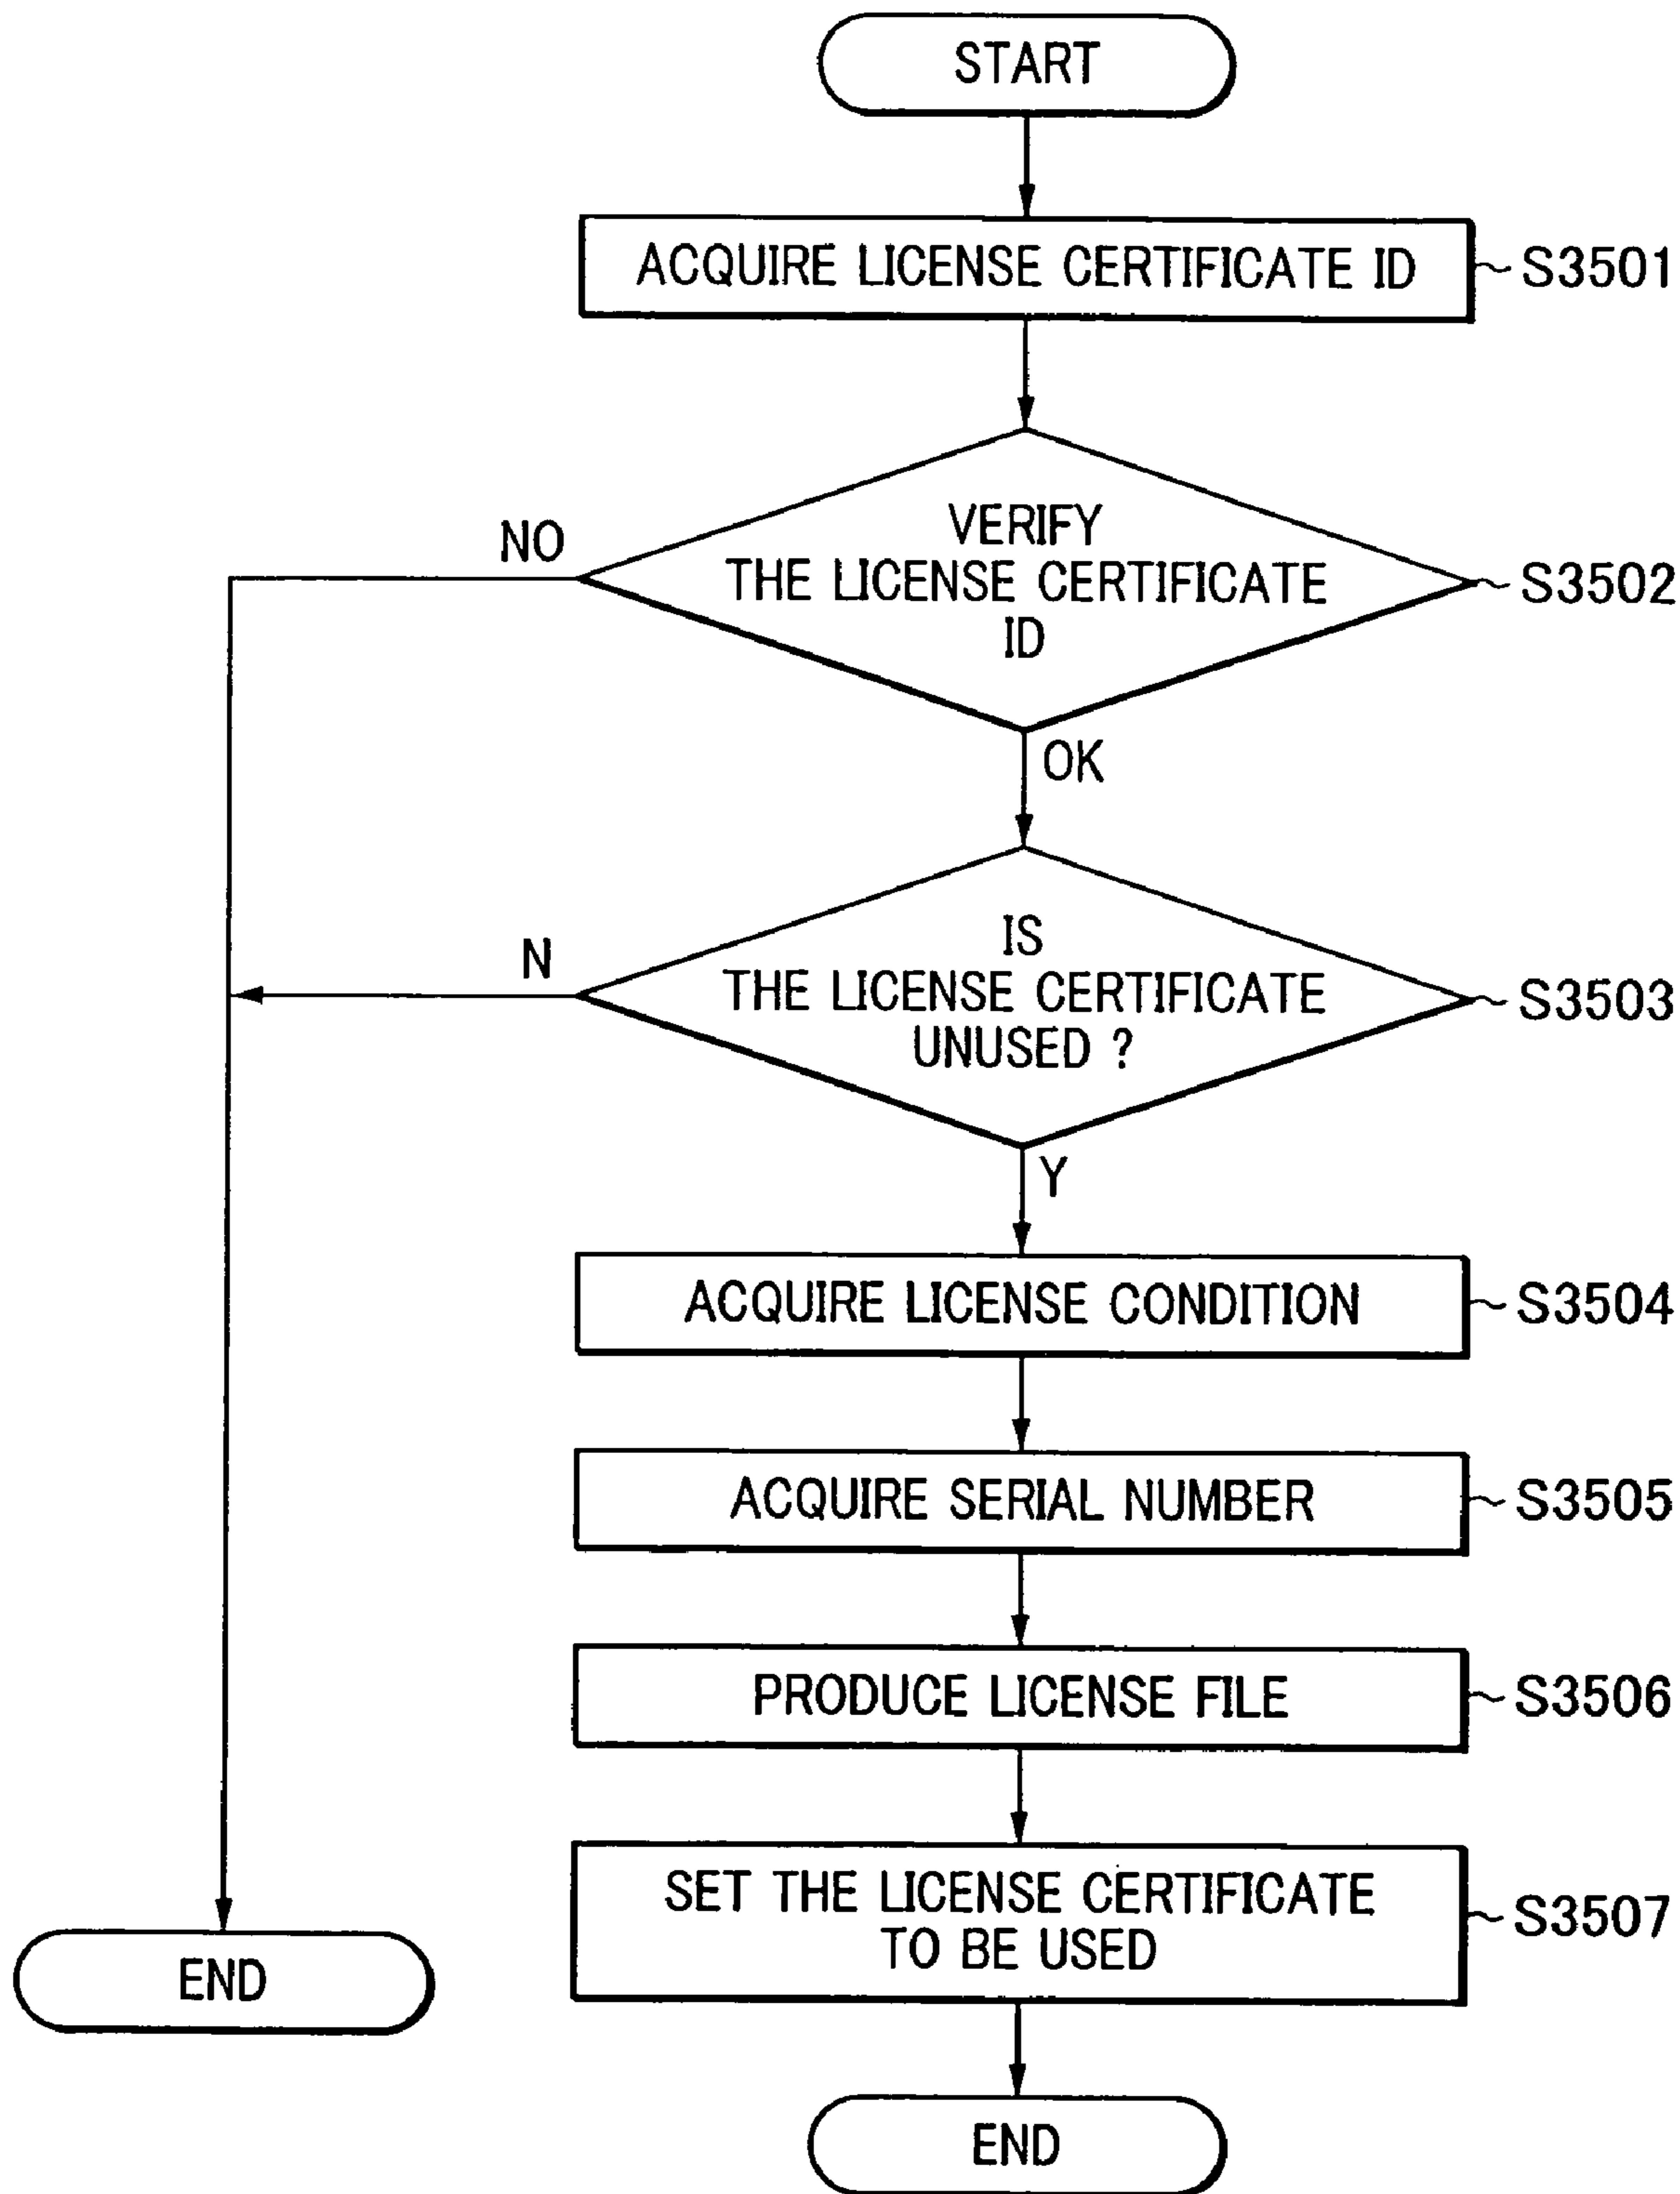 START
ACQUIRE LICENSE CERTIFICATE ID
S3501
VERIFY
THE LICENSE CERTIFICATE
ID
NO
S3502
OK
IS
THE LICENSE CERTIFICATE
UNUSED ?
N
S3503
Y
ACQUIRE LICENSE CONDITION
S3504
ACQUIRE SERIAL NUMBER
S3505
PRODUCE LICENSE FILE
S3506
SET THE LICENSE CERTIFICATE
TO BE USED
S3507
END
END